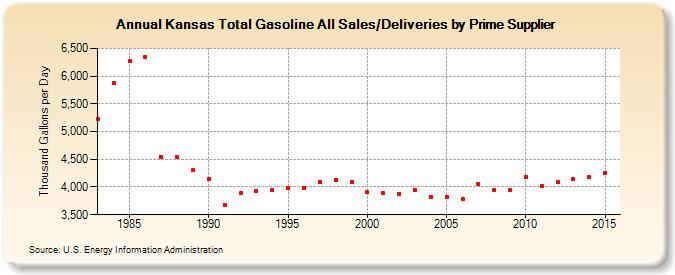 Annual Kansas Total Gasoline All Sales/Deliveries by Prime Supplier
Thousand Gallons per Day
6,500
6,000
5,500
5,000
4,500
4,000
3,500
1985 1990 1995 2000 2005 2010 2015
Source: U.S. Energy Information Administration